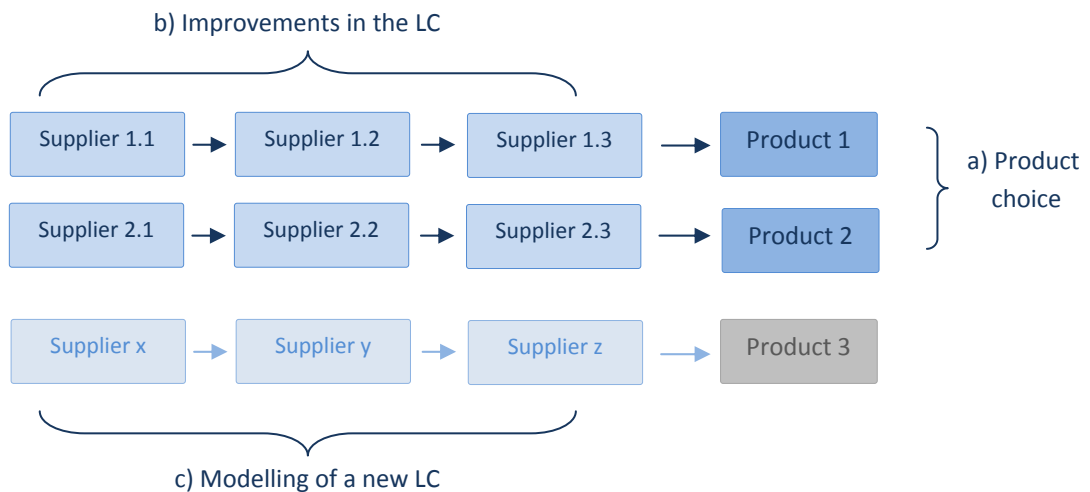 b) Improvements in the LC
Supplier 1.1
Supplier 1.2
Supplier 1.3
Product 1
a) Product
choice
Supplier 2.1
Supplier 2.2
Supplier 2.3
Product 2
Supplier x
Supplier y
Supplier z
Product 3
c) Modelling of a new LC